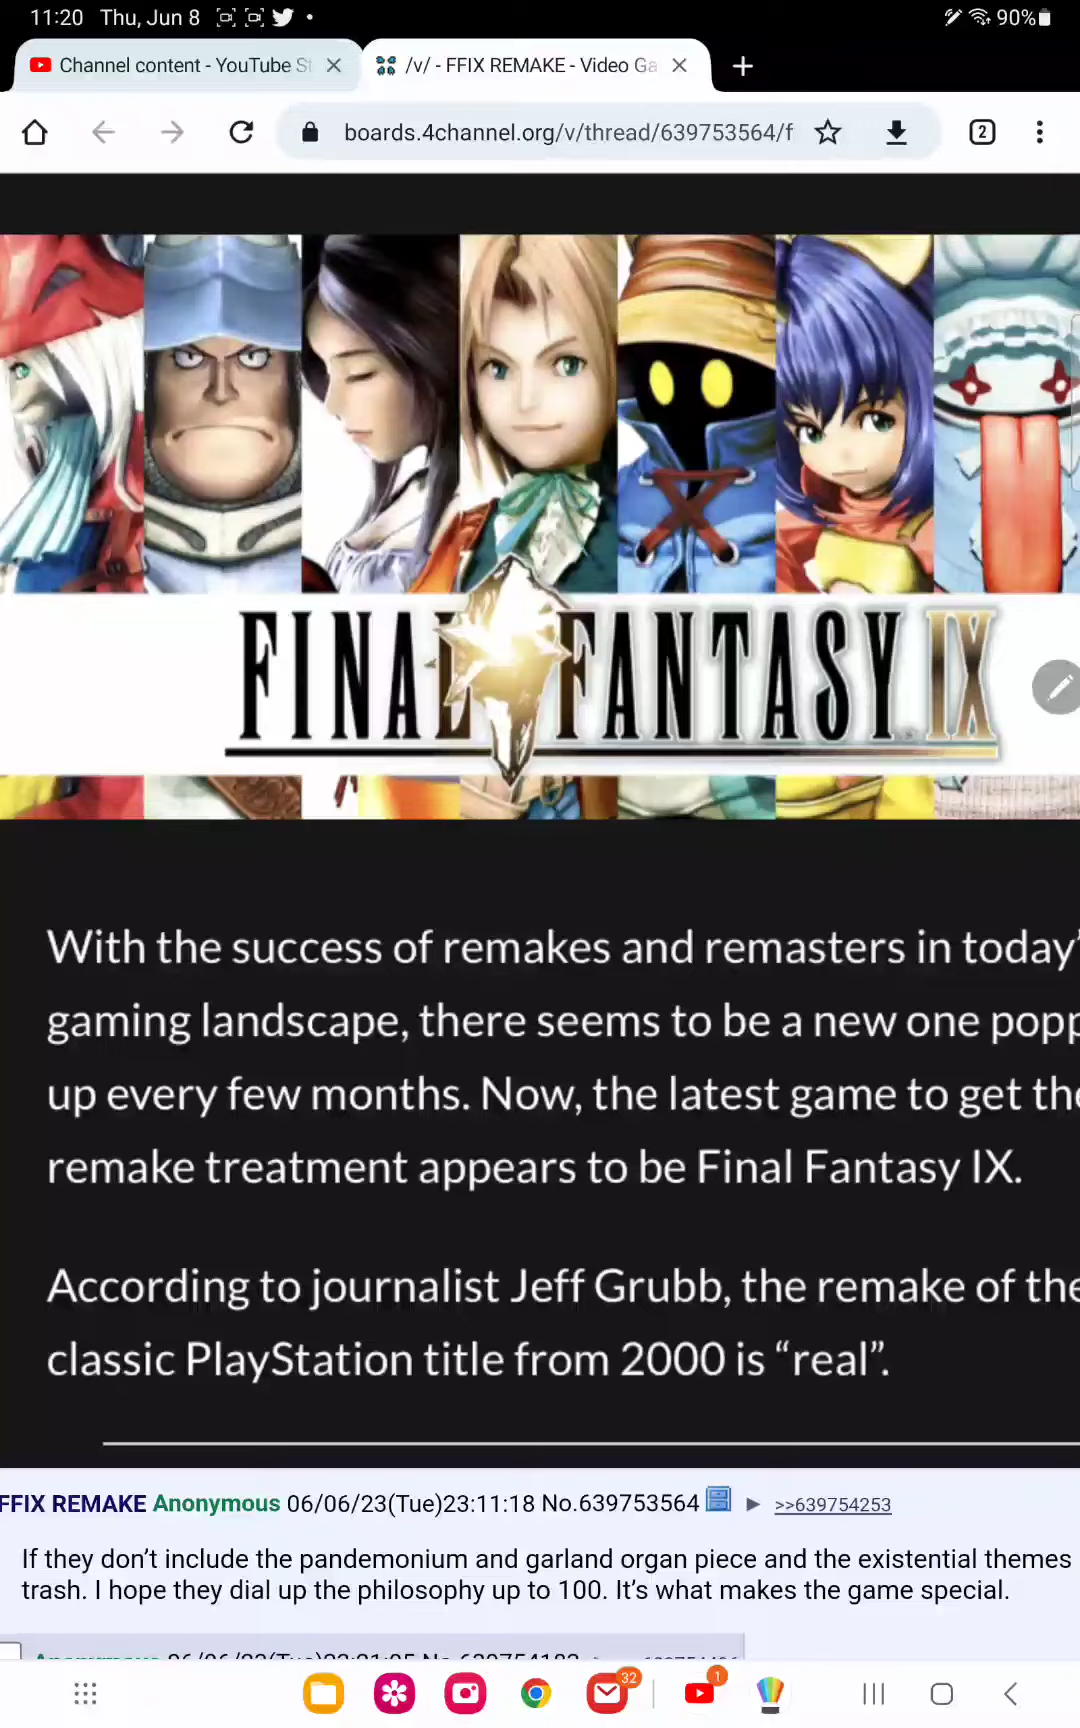 11:20 Thu, Jun 8 90%
Channel content - YouTube St
/v/ - FFIX REMAKE - Video Ga
boards.4channel.org/v/thread/639753564/f
2
FINAL FANTASY IX
With the success of remakes and remasters in today'
gaming landscape, there seems to be a new one popp
up every few months. Now, the latest game to get the
remake treatment appears to be Final Fantasy IX.
According to journalist Jeff Grubb, the remake of the
classic PlayStation title from 2000 is “real”.
FFIX REMAKE Anonymous 06/06/23(Tue)23:11:18 No.639753564 ▶ >>639754253
If they don’t include the pandemonium and garland organ piece and the existential themes
trash. I hope they dial up the philosophy up to 100. It’s what makes the game special.
32
1